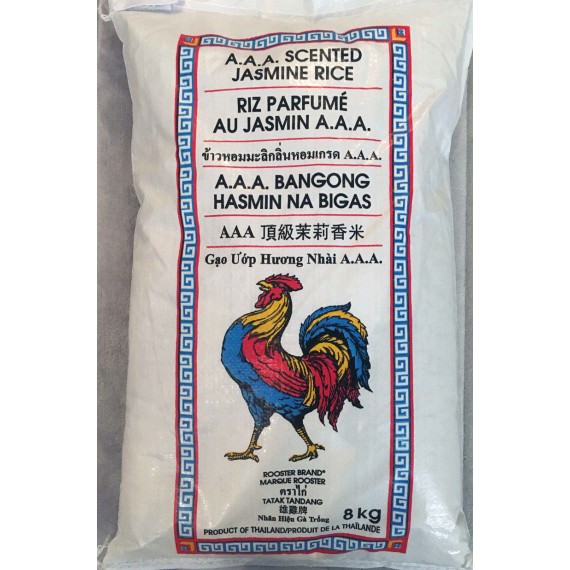 A.A.A. SCENTED
JASMINE RICE
RIZ PARFUMÉ
AU JASMIN A.A.A.
ข้าวหอมมะลิกลิ่นหอมเกรด A.A.A.
A.A.A. BANGONG
HASMIN NA BIGAS
AAA 頂級茉莉香米
Gạo Ướp Hương Nhài A.A.A.
ROOSTER BRAND®
MARQUE ROOSTER
ตราไก่
TATAK TANDANG
雄雞牌
Nhãn Hiệu Gà Trống
8 kg
PRODUCT OF THAILAND/PRODUIT DE LA THAÏLANDE